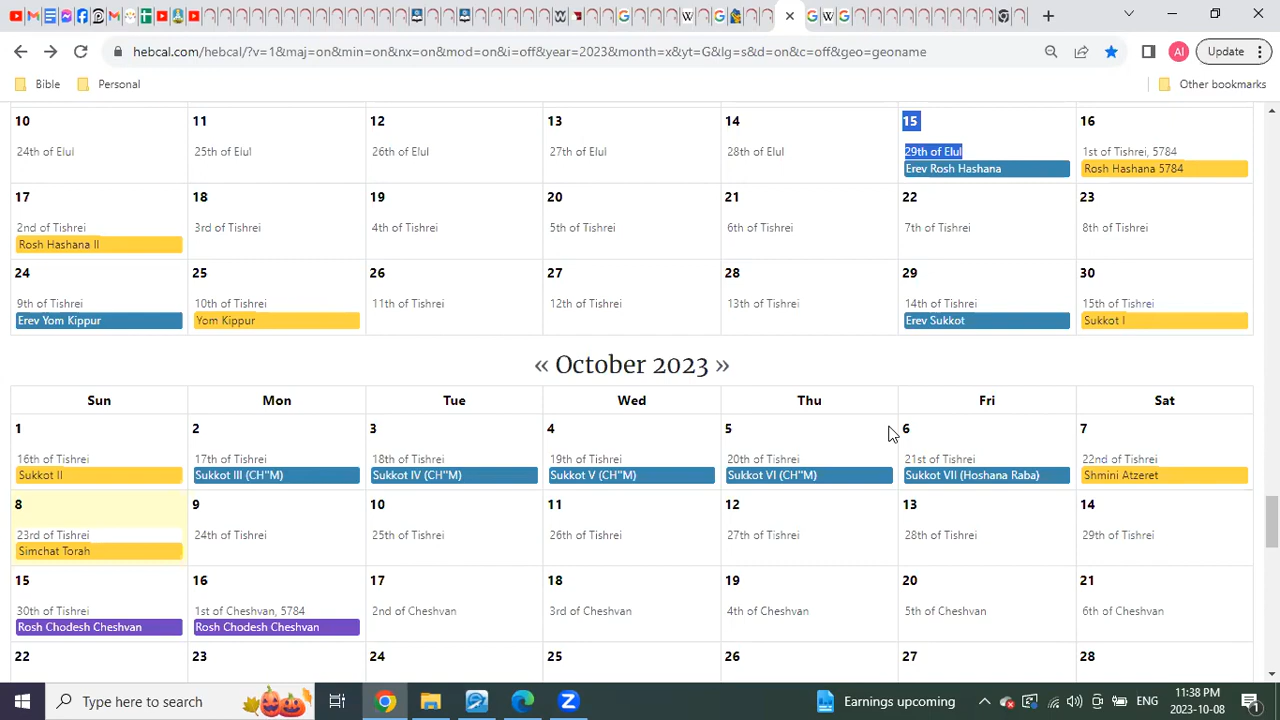 hebcal.com/hebcal/?v=1&maj=on&min=on&nx=on&mod=on&i=off&year=2023&month=x&yt=G&lg=s&d=on&c=off&geo=geoname
AI
Update
Bible
Personal
Other bookmarks
10
11
12
13
14
15
16
24th of Elul
25th of Elul
26th of Elul
27th of Elul
28th of Elul
29th of Elul
1st of Tishrei, 5784
Erev Rosh Hashana
Rosh Hashana 5784
17
18
19
20
21
22
23
2nd of Tishrei
3rd of Tishrei
4th of Tishrei
5th of Tishrei
6th of Tishrei
7th of Tishrei
8th of Tishrei
Rosh Hashana II
24
25
26
27
28
29
30
9th of Tishrei
10th of Tishrei
11th of Tishrei
12th of Tishrei
13th of Tishrei
14th of Tishrei
15th of Tishrei
Erev Yom Kippur
Yom Kippur
Erev Sukkot
Sukkot I
« October 2023 »
Sun
Mon
Tue
Wed
Thu
Fri
Sat
1
2
3
4
5
6
7
16th of Tishrei
17th of Tishrei
18th of Tishrei
19th of Tishrei
20th of Tishrei
21st of Tishrei
22nd of Tishrei
Sukkot II
Sukkot III (CH"M)
Sukkot IV (CH"M)
Sukkot V (CH"M)
Sukkot VI (CH"M)
Sukkot VII (Hoshana Raba)
Shmini Atzeret
8
9
10
11
12
13
14
23rd of Tishrei
24th of Tishrei
25th of Tishrei
26th of Tishrei
27th of Tishrei
28th of Tishrei
29th of Tishrei
Simchat Torah
15
16
17
18
19
20
21
30th of Tishrei
1st of Cheshvan, 5784
2nd of Cheshvan
3rd of Cheshvan
4th of Cheshvan
5th of Cheshvan
6th of Cheshvan
Rosh Chodesh Cheshvan
Rosh Chodesh Cheshvan
22
23
24
25
26
27
28
Type here to search
Earnings upcoming
ENG
11:38 PM
2023-10-08
1